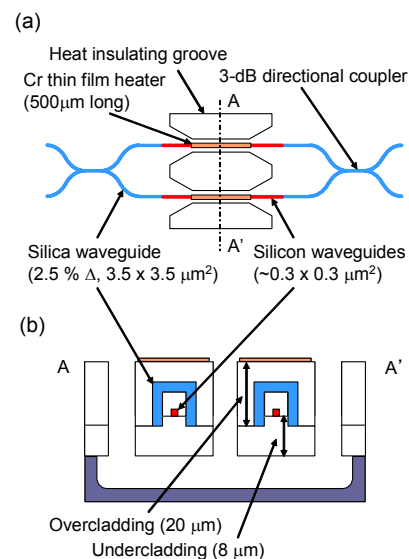 (a)
Heat insulating groove
Cr thin film heater
(500μm long)
A
3-dB directional coupler
A'
Silica waveguide
(2.5 % Δ, 3.5 x 3.5 μm²)
Silicon waveguides
(~0.3 x 0.3 μm²)
(b)
A
A'
Overcladding (20 μm)
Undercladding (8 μm)